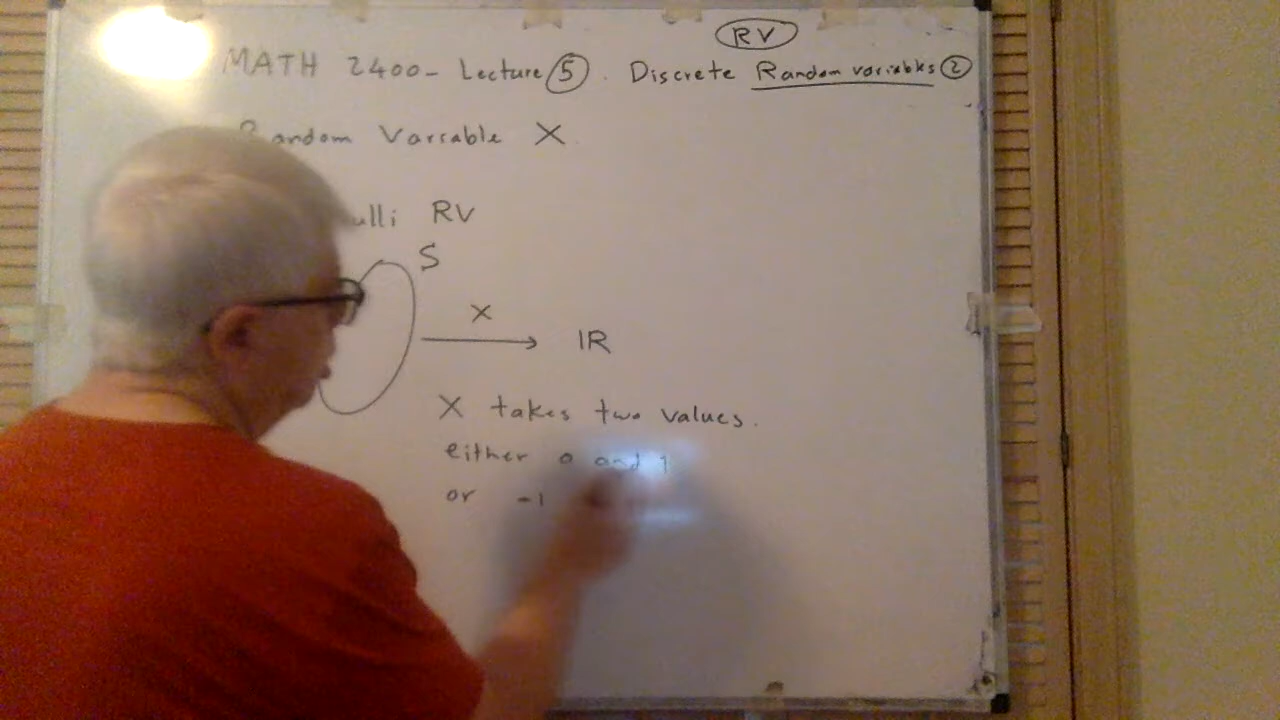 RV
MATH 2400- Lecture 5. Discrete Random variables 2
Random Variable X
ulli RV
S
X
IR
X takes two values.
either 0 and 1
or -1